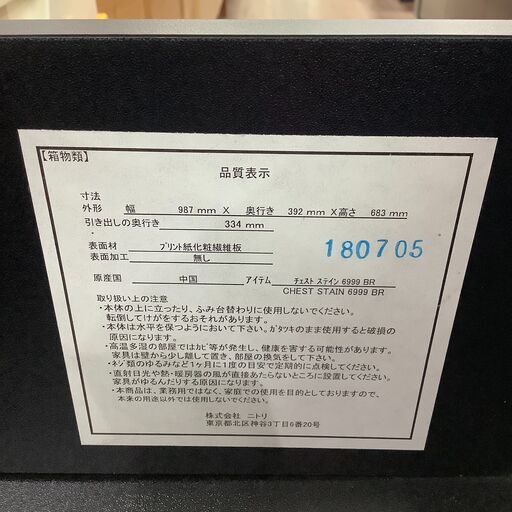 【箱物類】
品質表示
寸法
外形 幅 987 mm X 奥行き 392 mm X 高さ 683 mm
引き出しの奥行き 334 mm
表面材 プリント紙化粧繊維板
180705
表面加工 無し
原産国 中国 アイテム チェスト ステイン 6999 BR
CHEST STAIN 6999 BR
取り扱い上の注意
・本体の上に立ったり、ふみ台替わりに使用しないでください。
転倒してけがをするおそれがあります。
・本体は水平を保つようにおいて下さい。ガタツキのまま使用すると破損の
原因になります。
・高温多湿の部屋ではカビ等が発生し、健康を害する可能性があります。
家具は壁から少し離して置き、部屋の換気をして下さい。
・ネジ類のゆるみなど1ヶ月に1度の目安で定期的に点検してください。
・直射日光や熱・暖房器の風が直接あたらないところに設置してください。
家具がゆるんだりする原因になります。
・本商品は、業務用ではなく、家庭での使用を目的としておりますので、
本来の用途以外では使用しないでください。
株式会社 ニトリ
東京都北区神谷3丁目6番20号